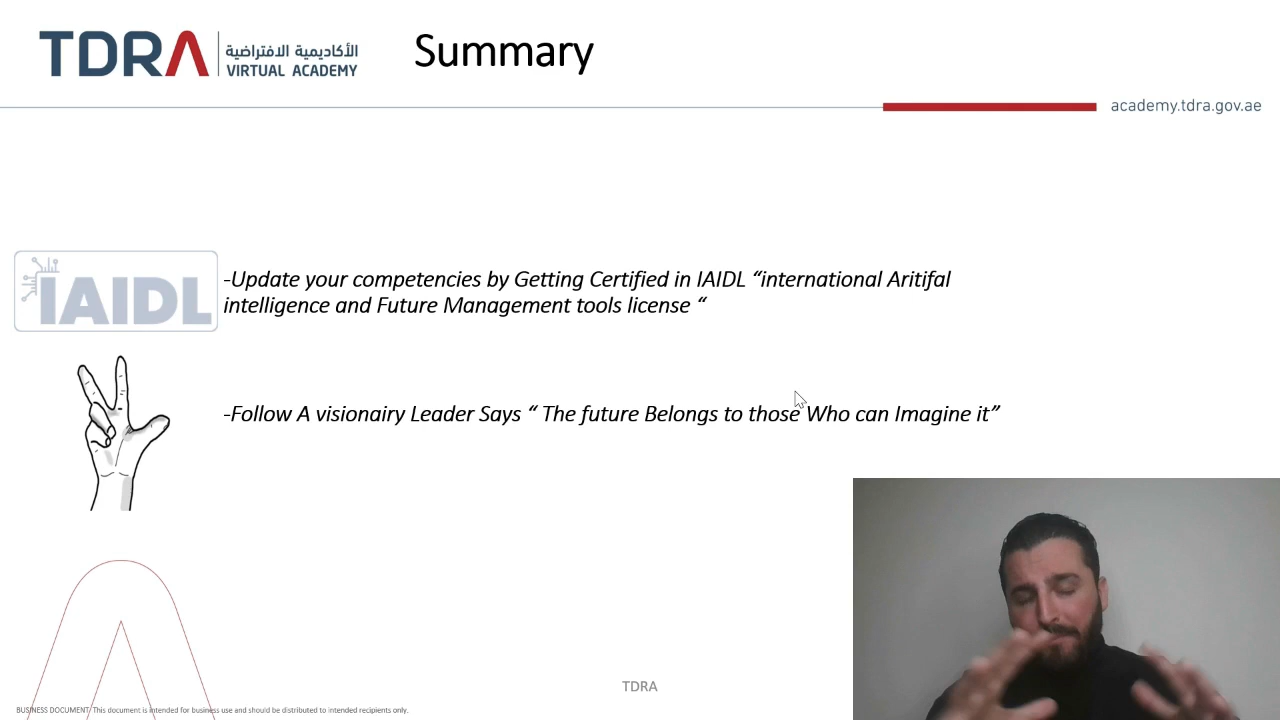 TDRA
الأكاديمية الافتراضية
VIRTUAL ACADEMY
Summary
academy.tdra.gov.ae
IAIDL
-Update your competencies by Getting Certified in IAIDL “international Aritifal
intelligence and Future Management tools license “
-Follow A visionairy Leader Says “ The future Belongs to those Who can Imagine it”
TDRA
BUSINESS DOCUMENT This document is intended for business use and should be distributed to intended recipients only.